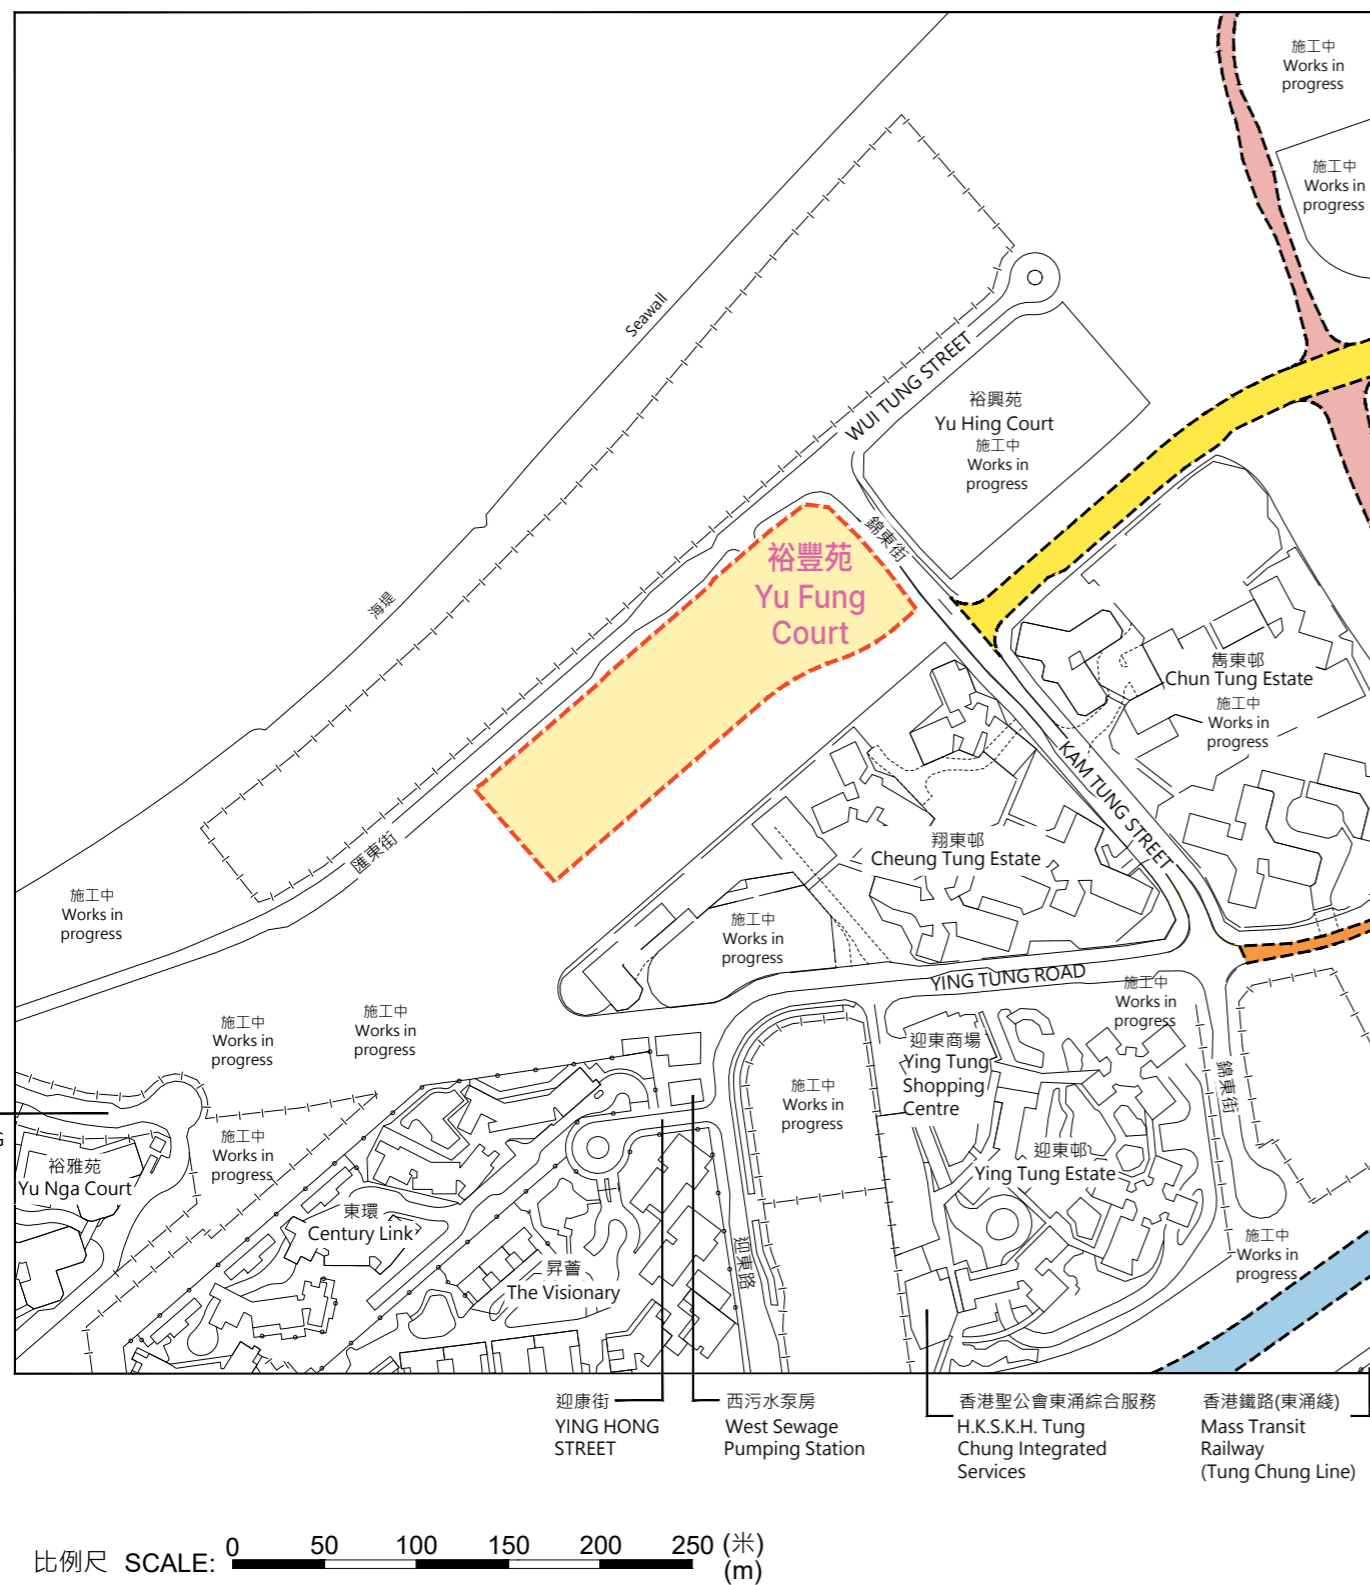 施工中
Works in
progress
施工中
Works in
progress
Seawall
海堤
WUI TUNG STREET
匯東街
裕興苑
Yu Hing Court
施工中
Works in
progress
錦東街
裕豐苑
Yu Fung
Court
雋東邨
Chun Tung Estate
施工中
Works in
progress
KAM TUNG STREET
翔東邨
Cheung Tung Estate
施工中
Works in
progress
施工中
Works in
progress
YING TUNG ROAD
施工中
Works in
progress
施工中
Works in
progress
施工中
Works in
progress
迎東商場
Ying Tung
Shopping
Centre
施工中
Works in
progress
錦東街
G
施工中
Works in
progress
裕雅苑
Yu Nga Court
迎東邨
Ying Tung Estate
東環
Century Link
昇薈
The Visionary
迎東路
施工中
Works in
progress
迎康街
YING HONG
STREET
西污水泵房
West Sewage
Pumping Station
香港聖公會東涌綜合服務
H.K.S.K.H. Tung
Chung Integrated
Services
香港鐵路(東涌綫)
Mass Transit
Railway
(Tung Chung Line)
比例尺 SCALE: 0 50 100 150 200 250 (米)
(m)